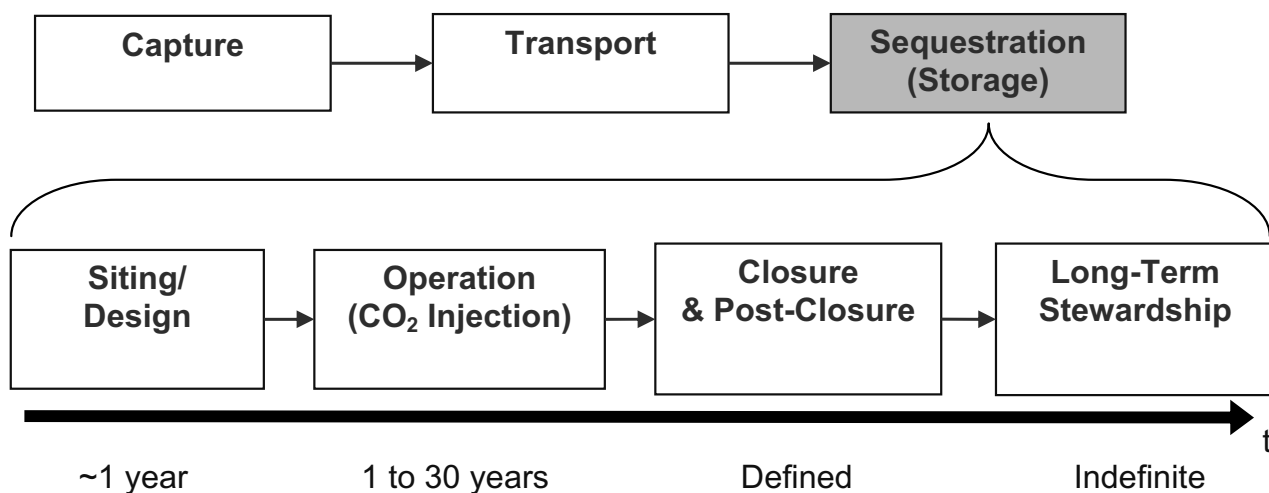 Capture
Transport
Sequestration
(Storage)
Siting/
Design
Operation
(CO₂ Injection)
Closure
& Post-Closure
Long-Term
Stewardship
t
~1 year
1 to 30 years
Defined
Indefinite